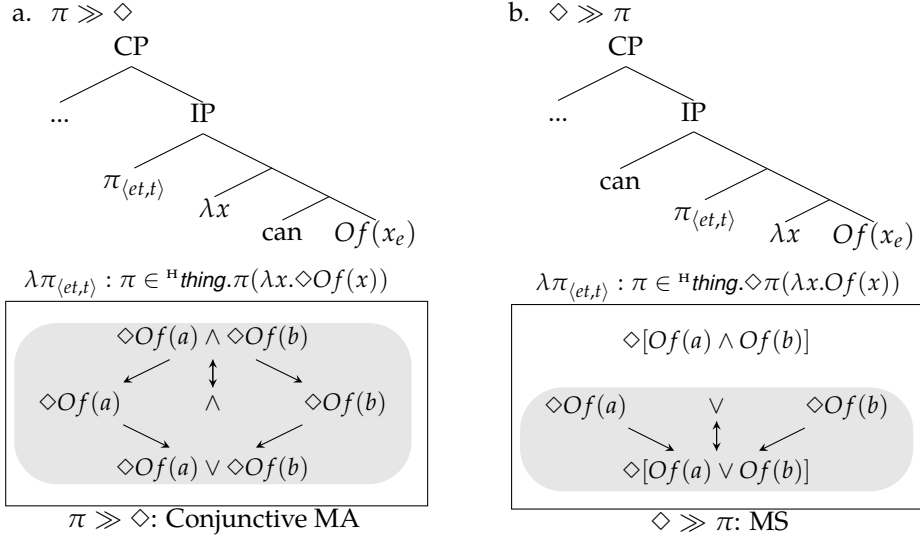 a. π ≫ ◇
CP
...
IP
π⟨et,t⟩
λx
can
Of(xₑ)
λπ⟨et,t⟩ : π ∈ ᴴthing.π(λx.◇Of(x))
◇Of(a) ∧ ◇Of(b)
◇Of(a) ∧ ◇Of(b)
◇Of(a) ∨ ◇Of(b)
π ≫ ◇: Conjunctive MA
b. ◇ ≫ π
CP
...
IP
can
π⟨et,t⟩
λx
Of(xₑ)
λπ⟨et,t⟩ : π ∈ ᴴthing.◇π(λx.Of(x))
◇[Of(a) ∧ Of(b)]
◇Of(a) ∨ ◇Of(b)
◇[Of(a) ∨ Of(b)]
◇ ≫ π: MS